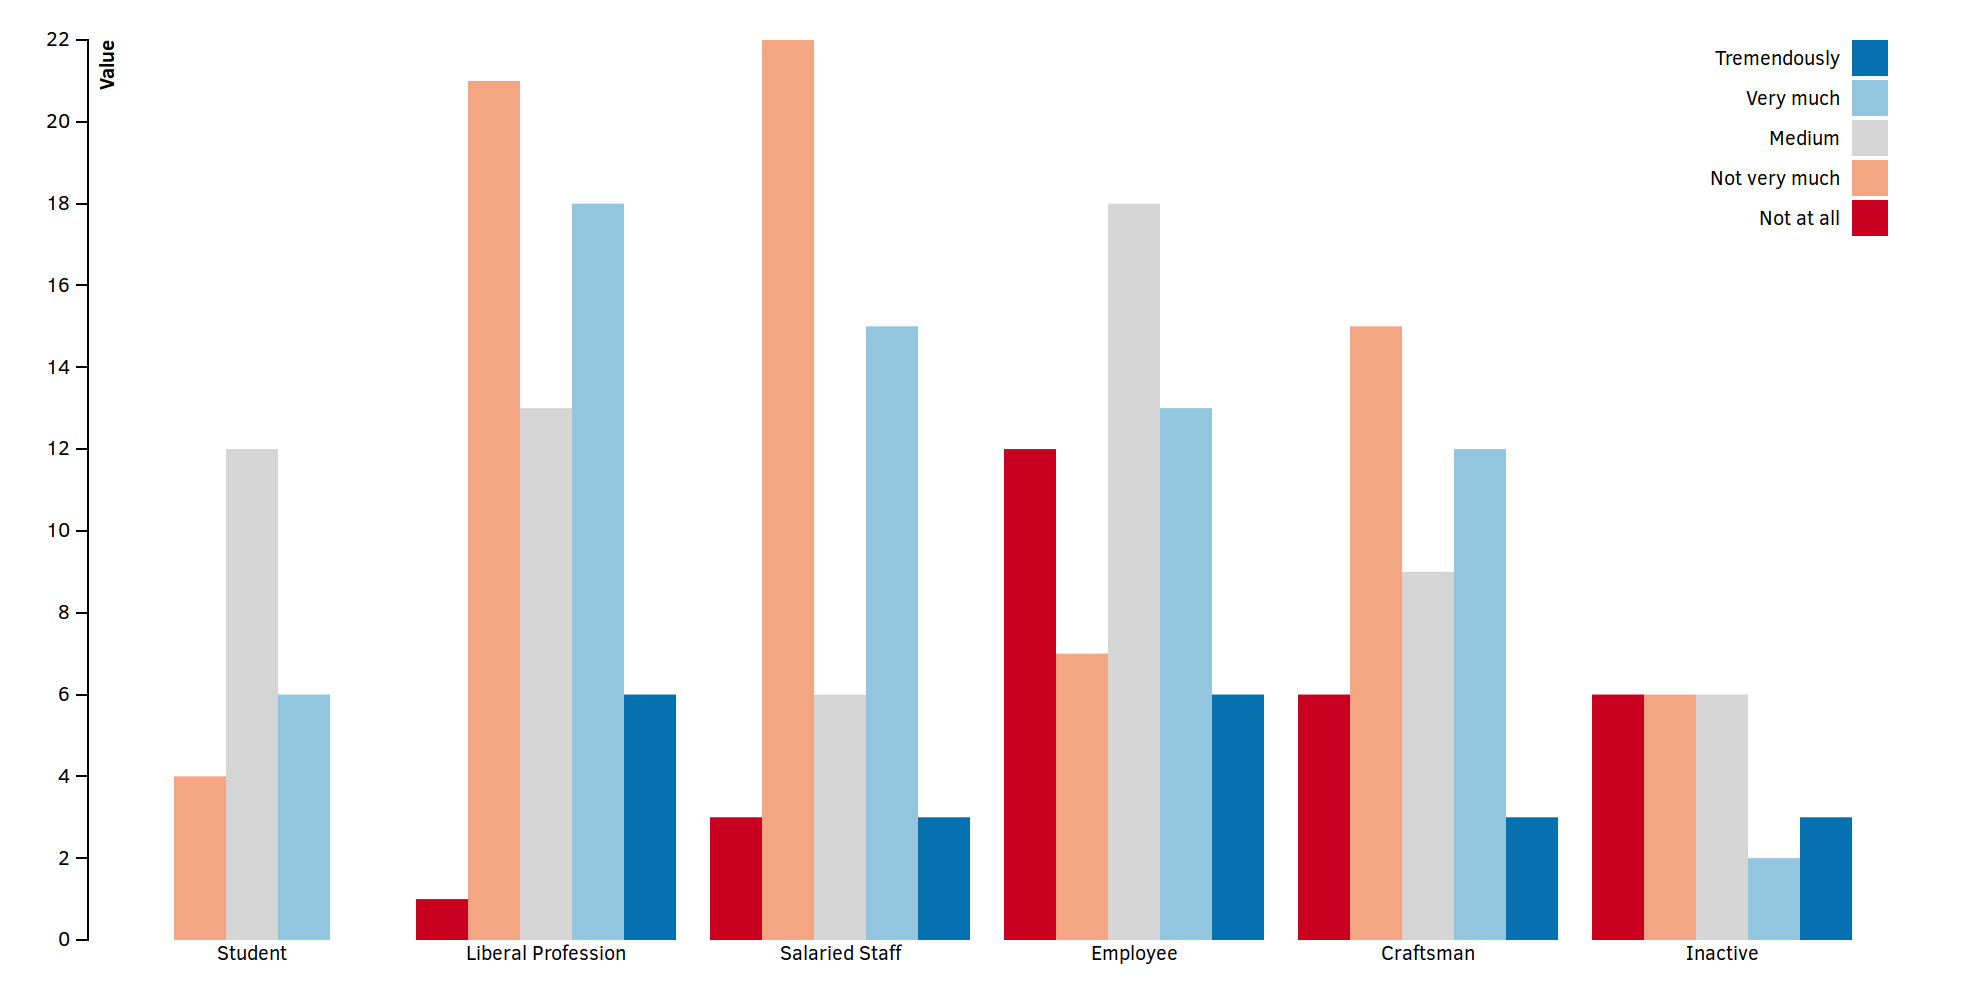 22
20
18
16
14
12
10
8
6
4
2
0
Value
Tremendously
Very much
Medium
Not very much
Not at all
Student Liberal Profession Salaried Staff Employee Craftsman Inactive